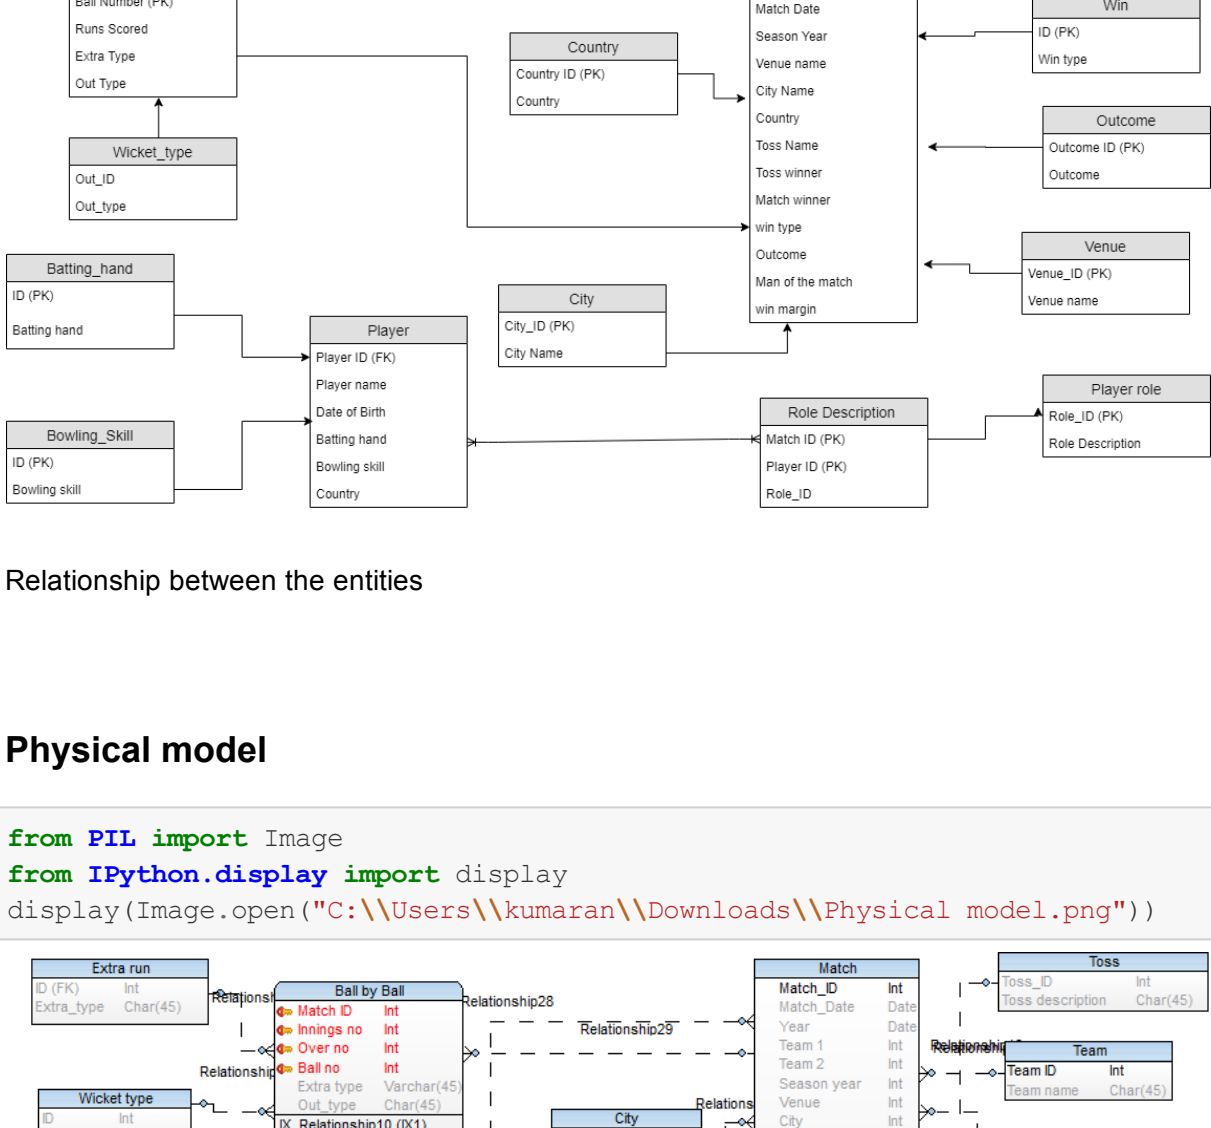 Ball Number (PK)
Runs Scored
Extra Type
Out Type
Wicket_type
Out_ID
Out_type
Country
Country ID (PK)
Country
Match Date
Season Year
Venue name
City Name
Country
Toss Name
Toss winner
Match winner
win type
Outcome
Man of the match
win margin
Win
ID (PK)
Win type
Outcome
Outcome ID (PK)
Outcome
Venue
Venue_ID (PK)
Venue name
Batting_hand
ID (PK)
Batting hand
Bowling_Skill
ID (PK)
Bowling skill
Player
Player ID (FK)
Player name
Date of Birth
Batting hand
Bowling skill
Country
City
City_ID (PK)
City Name
Role Description
Match ID (PK)
Player ID (PK)
Role_ID
Player role
Role_ID (PK)
Role Description
Relationship between the entities
Physical model
from PIL import Image
from IPython.display import display
display(Image.open("C:\\Users\\kumaran\\Downloads\\Physical model.png"))
Extra run
ID (FK) Int
Extra_type Char(45)
Wicket type
ID Int
Ball by Ball
Match ID Int
Innings no Int
Over no Int
Ball no Int
Extra type Varchar(45)
Out_type Char(45)
IX_Relationship10 (IX1)
Relationship28
Relationship29
City
Match
Match_ID Int
Match_Date Date
Year Date
Team 1 Int
Team 2 Int
Season year Int
Venue Int
City Int
Toss
Toss_ID Int
Toss description Char(45)
Team
Team ID Int
Team name Char(45)